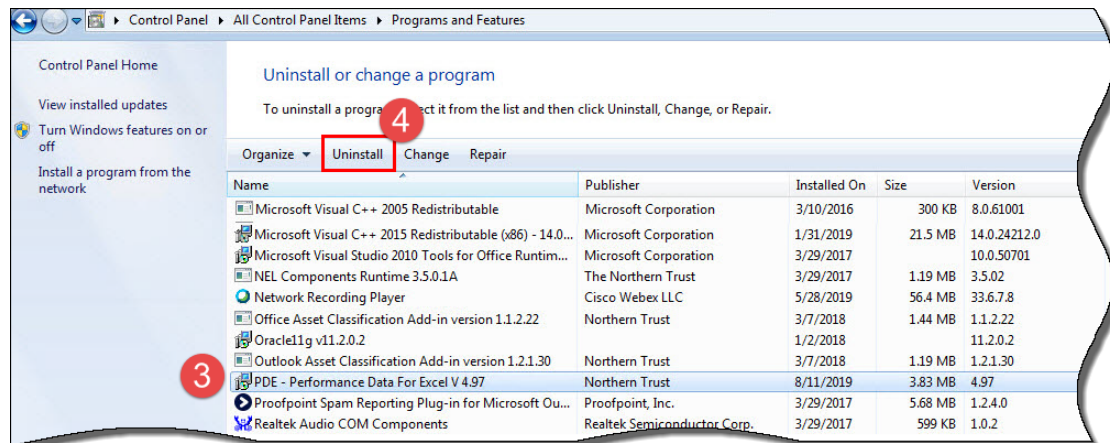 Control Panel ▸ All Control Panel Items ▸ Programs and Features
Control Panel Home
View installed updates
Turn Windows features on or
off
Install a program from the
network
Uninstall or change a program
To uninstall a program ect it from the list and then click Uninstall, Change, or Repair.
4
Organize Uninstall Change Repair
Name Publisher Installed On Size Version
Microsoft Visual C++ 2005 Redistributable Microsoft Corporation 3/10/2016 300 KB 8.0.61001
Microsoft Visual C++ 2015 Redistributable (x86) - 14.0... Microsoft Corporation 1/31/2019 21.5 MB 14.0.24212.0
Microsoft Visual Studio 2010 Tools for Office Runtim... Microsoft Corporation 3/29/2017 10.0.50701
NEL Components Runtime 3.5.0.1A The Northern Trust 3/29/2017 1.19 MB 3.5.02
Network Recording Player Cisco Webex LLC 5/28/2019 56.4 MB 33.6.7.8
Office Asset Classification Add-in version 1.1.2.22 Northern Trust 3/7/2018 1.44 MB 1.1.2.22
Oracle11g v11.2.0.2 1/2/2018 11.2.0.2
Outlook Asset Classification Add-in version 1.2.1.30 Northern Trust 3/7/2018 1.19 MB 1.2.1.30
3 PDE - Performance Data For Excel V 4.97 Northern Trust 8/11/2019 3.83 MB 4.97
Proofpoint Spam Reporting Plug-in for Microsoft Ou... Proofpoint, Inc. 3/29/2017 5.68 MB 1.2.4.0
Realtek Audio COM Components Realtek Semiconductor Corp. 3/29/2017 599 KB 1.0.2